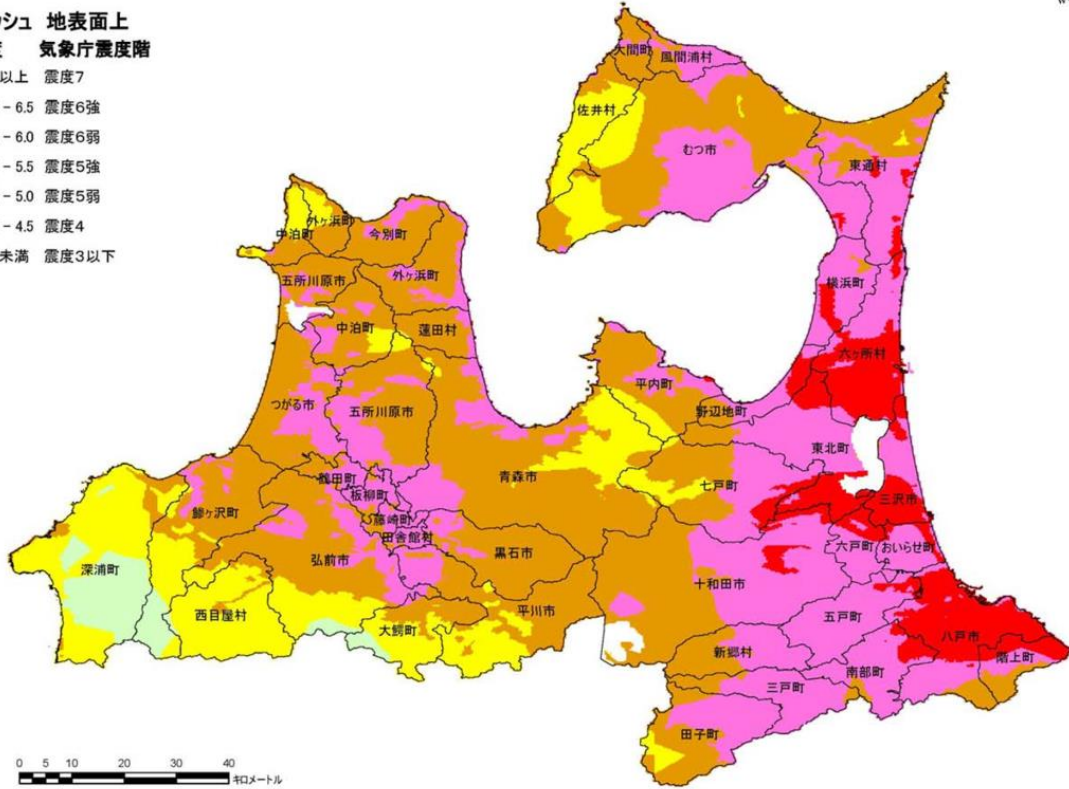 シュ 地表面上
気象庁震度階
以上 震度7
- 6.5 震度6強
- 6.0 震度6弱
- 5.5 震度5強
- 5.0 震度5弱
- 4.5 震度4
未満 震度3以下
大間町
風間浦村
佐井村
むつ市
東通村
外ヶ浜町
中泊町
今別町
五所川原市
外ヶ浜町
横浜町
中泊町
蓬田村
六ヶ所村
平内町
つがる市
五所川原市
野辺地町
東北町
青森市
鶴田町
七戸町
板柳町
三沢市
鰺ヶ沢町
藤崎町
田舎館村
六戸町
おいらせ町
弘前市
黒石市
深浦町
十和田市
西目屋村
平川市
五戸町
大鰐町
八戸市
新郷村
階上町
南部町
三戸町
田子町
0 5 10 20 30 40
キロメートル